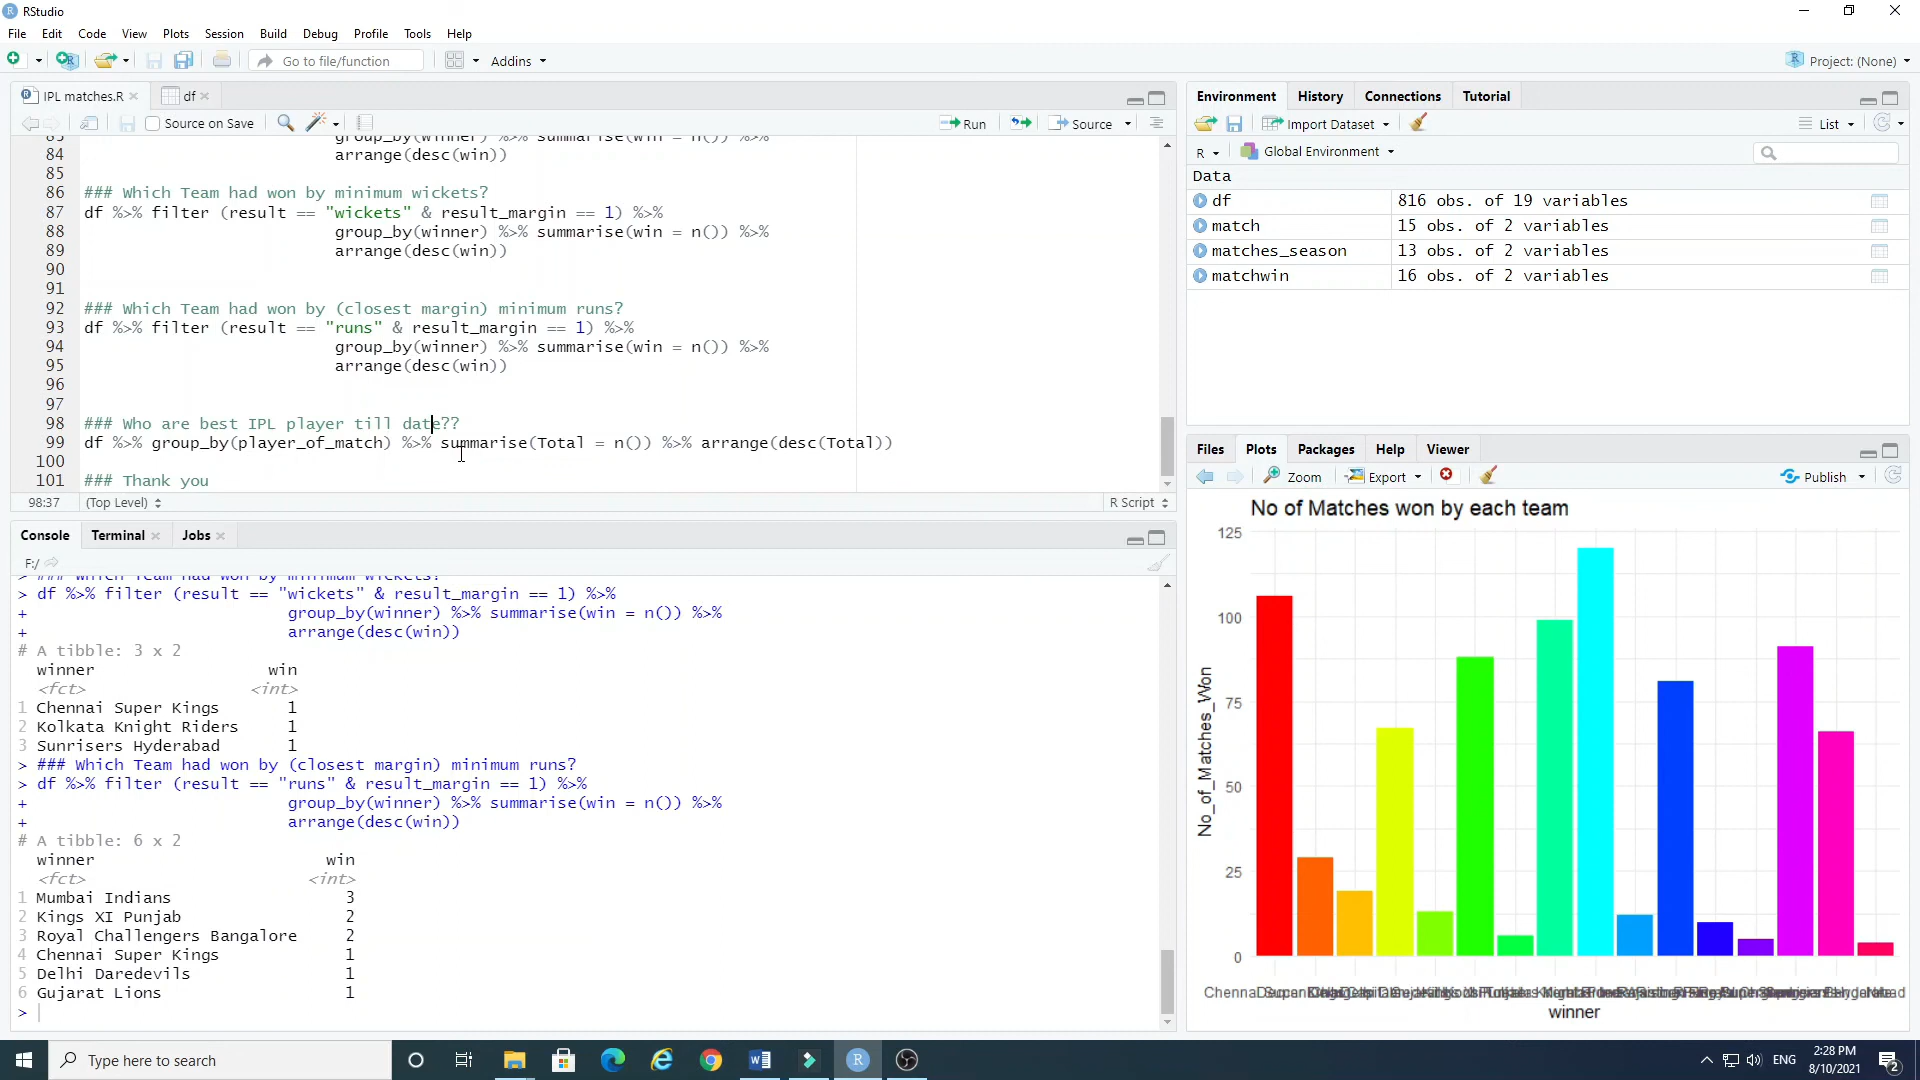 RStudio
File Edit Code View Plots Session Build Debug Profile Tools Help
Go to file/function Addins Project: (None)
IPL matches.R df
Source on Save Run Source
83 group_by(winner) %>% summarise(win = n()) %>%
84 arrange(desc(win))
85
86 ### Which Team had won by minimum wickets?
87 df %>% filter (result == "wickets" & result_margin == 1) %>%
88 group_by(winner) %>% summarise(win = n()) %>%
89 arrange(desc(win))
90
91
92 ### Which Team had won by (closest margin) minimum runs?
93 df %>% filter (result == "runs" & result_margin == 1) %>%
94 group_by(winner) %>% summarise(win = n()) %>%
95 arrange(desc(win))
96
97
98 ### Who are best IPL player till date??
99 df %>% group_by(player_of_match) %>% summarise(Total = n()) %>% arrange(desc(Total))
100
101 ### Thank you
98:37 (Top Level) R Script
Console Terminal Jobs
F:/
> ### Which Team had won by minimum wickets?
> df %>% filter (result == "wickets" & result_margin == 1) %>%
+ group_by(winner) %>% summarise(win = n()) %>%
+ arrange(desc(win))
# A tibble: 3 x 2
winner win
<fct> <int>
1 Chennai Super Kings 1
2 Kolkata Knight Riders 1
3 Sunrisers Hyderabad 1
> ### Which Team had won by (closest margin) minimum runs?
> df %>% filter (result == "runs" & result_margin == 1) %>%
+ group_by(winner) %>% summarise(win = n()) %>%
+ arrange(desc(win))
# A tibble: 6 x 2
winner win
<fct> <int>
1 Mumbai Indians 3
2 Kings XI Punjab 2
3 Royal Challengers Bangalore 2
4 Chennai Super Kings 1
5 Delhi Daredevils 1
6 Gujarat Lions 1
>
Environment History Connections Tutorial
Import Dataset List
R Global Environment
Data
df 816 obs. of 19 variables
match 15 obs. of 2 variables
matches_season 13 obs. of 2 variables
matchwin 16 obs. of 2 variables
Files Plots Packages Help Viewer
Zoom Export Publish
No of Matches won by each team
125
100
75
50
25
0
No_of_Matches_Won
winner
Type here to search
ENG
2:28 PM
8/10/2021
2